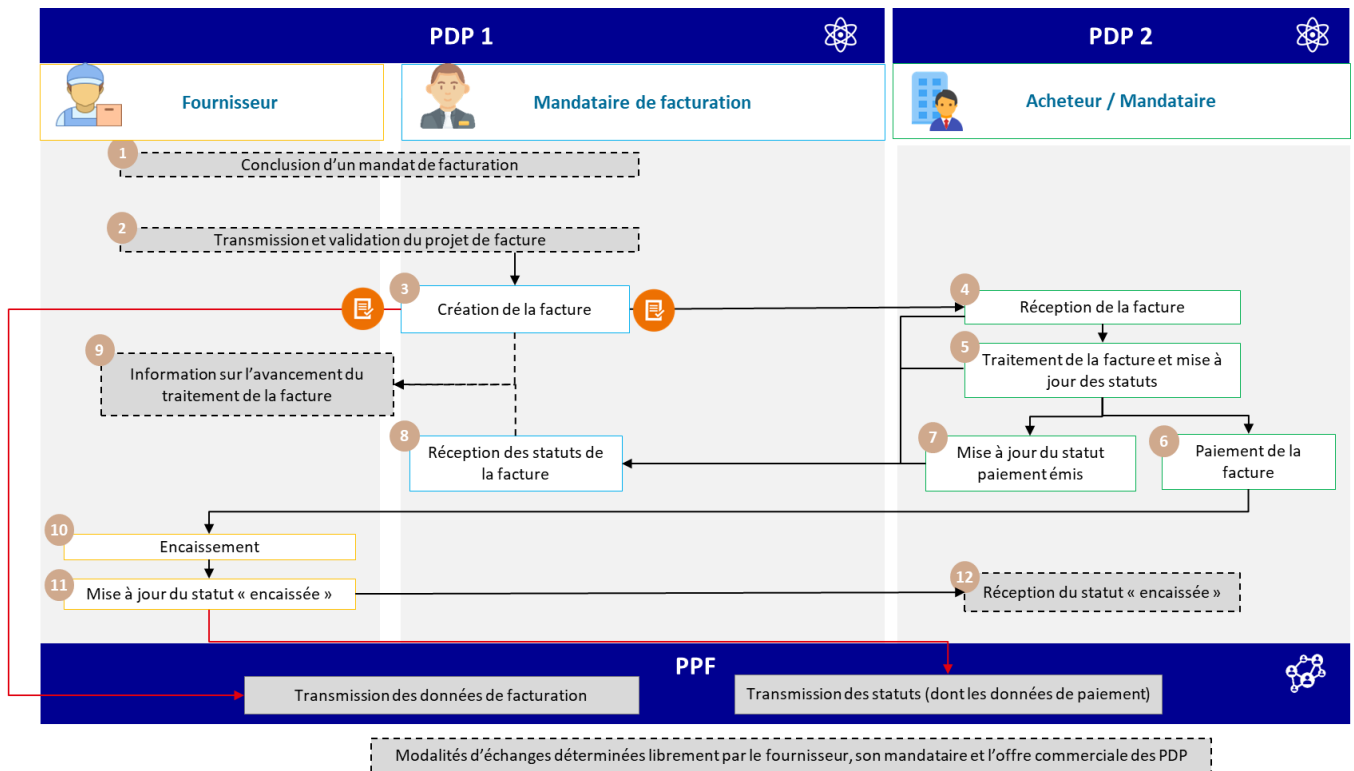 PDP 1
PDP 2
Fournisseur
Mandataire de facturation
Acheteur / Mandataire
1
Conclusion d’un mandat de facturation
2
Transmission et validation du projet de facture
3
Création de la facture
4
Réception de la facture
5
Traitement de la facture et mise à
jour des statuts
9
Information sur l’avancement du
traitement de la facture
8
Réception des statuts de
la facture
7
Mise à jour du statut
paiement émis
6
Paiement de la
facture
10
Encaissement
11
Mise à jour du statut « encaissée »
12
Réception du statut « encaissée »
PPF
Transmission des données de facturation
Transmission des statuts (dont les données de paiement)
Modalités d’échanges déterminées librement par le fournisseur, son mandataire et l’offre commerciale des PDP